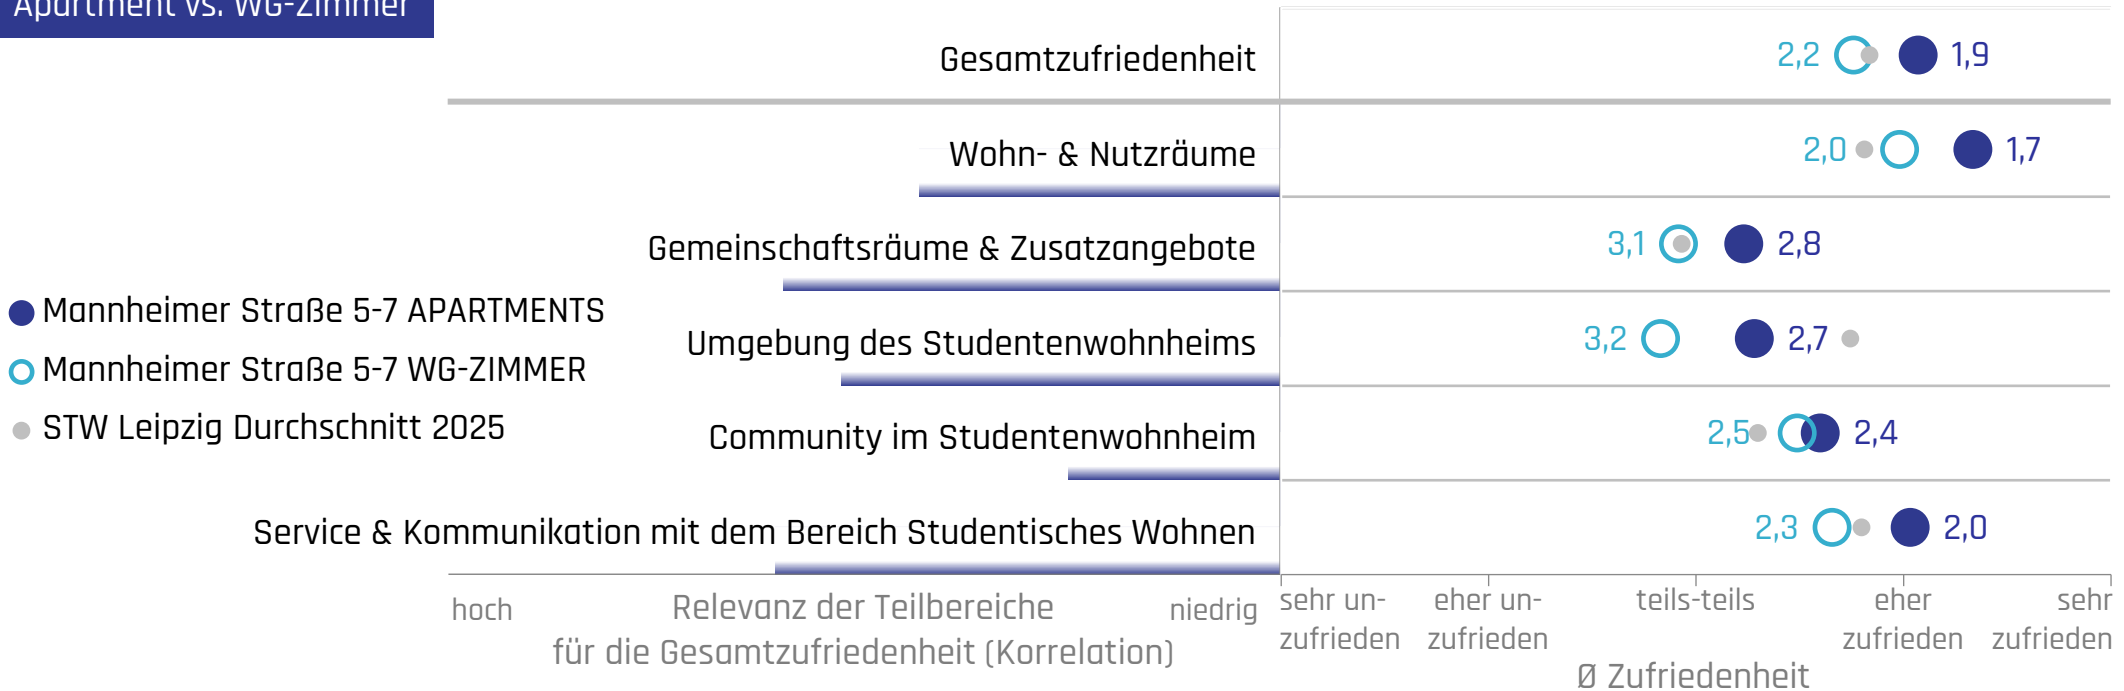 Apartment vs. WG-Zimmer
Gesamtzufriedenheit
2,2 1,9
Wohn- & Nutzräume
2,0 1,7
Gemeinschaftsräume & Zusatzangebote
3,1 2,8
Mannheimer Straße 5-7 APARTMENTS
Umgebung des Studentenwohnheims
3,2 2,7
Mannheimer Straße 5-7 WG-ZIMMER
STW Leipzig Durchschnitt 2025
Community im Studentenwohnheim
2,5 2,4
Service & Kommunikation mit dem Bereich Studentisches Wohnen
2,3 2,0
hoch
Relevanz der Teilbereiche
für die Gesamtzufriedenheit (Korrelation)
niedrig
sehr un-
zufrieden
eher un-
zufrieden
teils-teils
eher
zufrieden
sehr
zufrieden
Ø Zufriedenheit